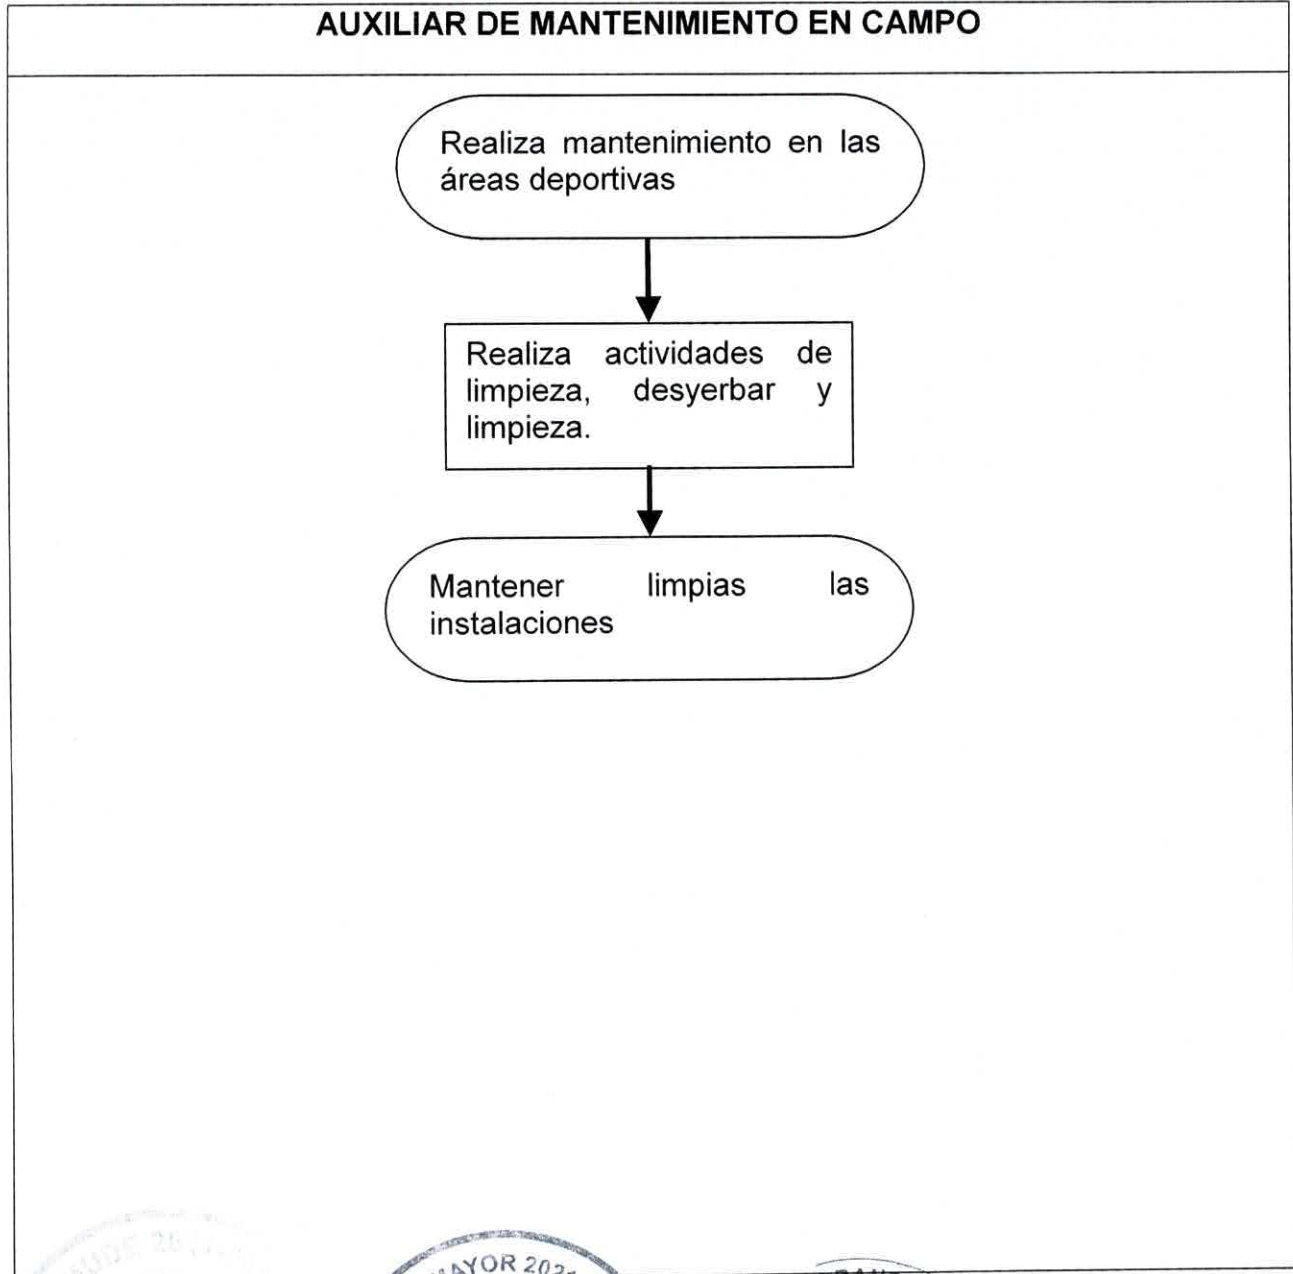 AUXILIAR DE MANTENIMIENTO EN CAMPO
Realiza mantenimiento en las
áreas deportivas
Realiza actividades de
limpieza, desyerbar y
limpieza.
Mantener limpias las
instalaciones